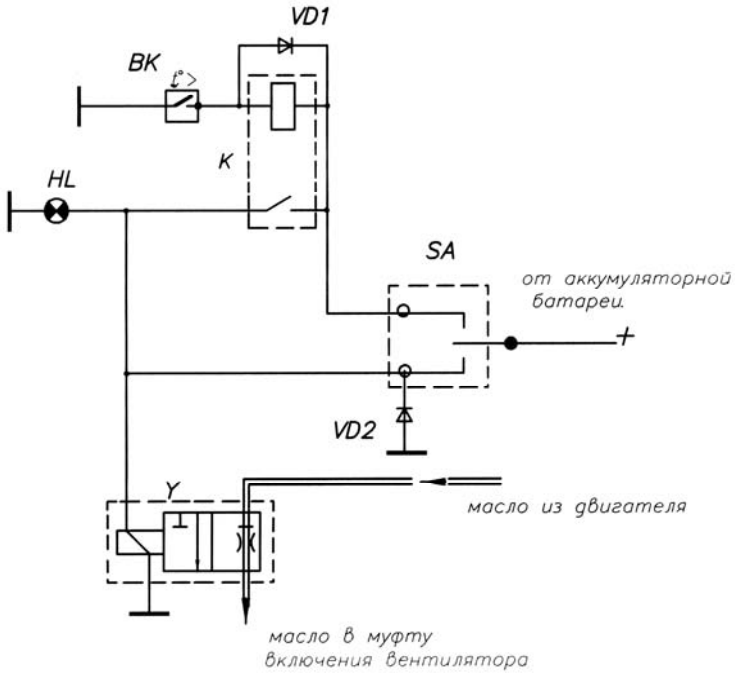 VD1
BK
t°>
K
HL
SA
от аккумуляторной
батареи.
+
VD2
Y
масло из двигателя
масло в муфту
включения вентилятора